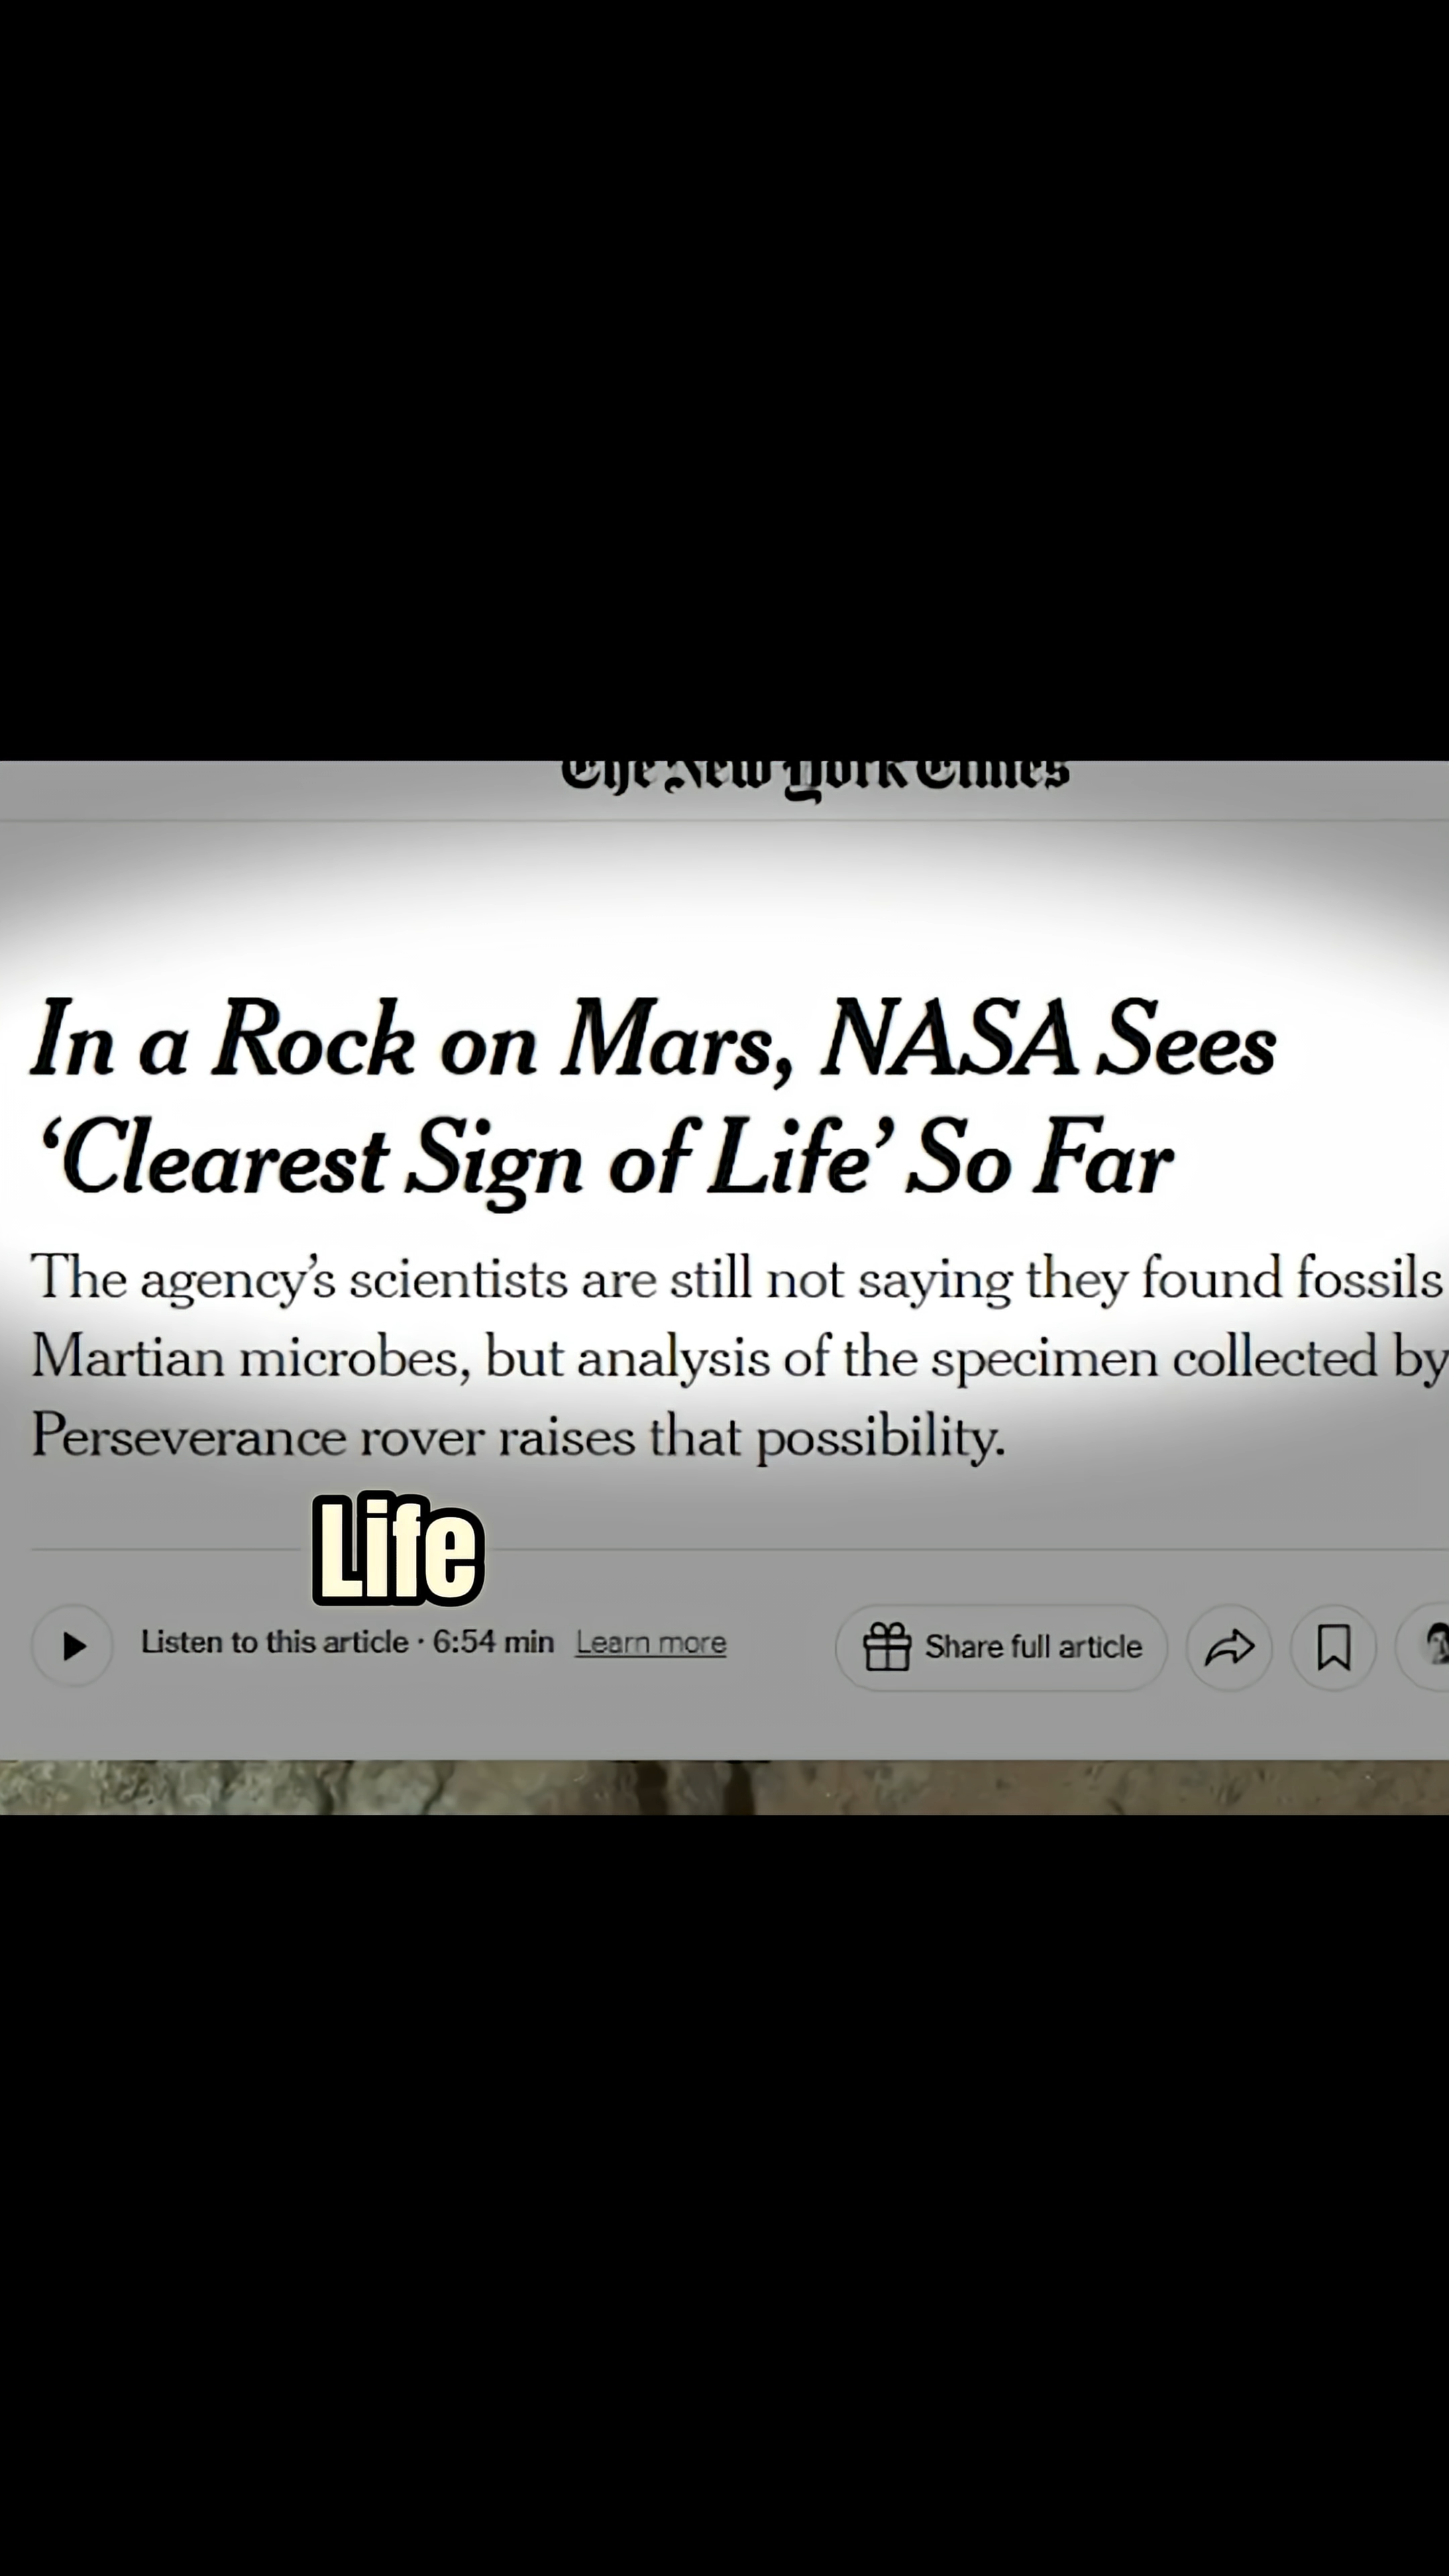 The New York Times
In a Rock on Mars, NASA Sees
‘Clearest Sign of Life’ So Far
The agency’s scientists are still not saying they found fossils
Martian microbes, but analysis of the specimen collected by
Perseverance rover raises that possibility.
Life
Listen to this article · 6:54 min Learn more
Share full article